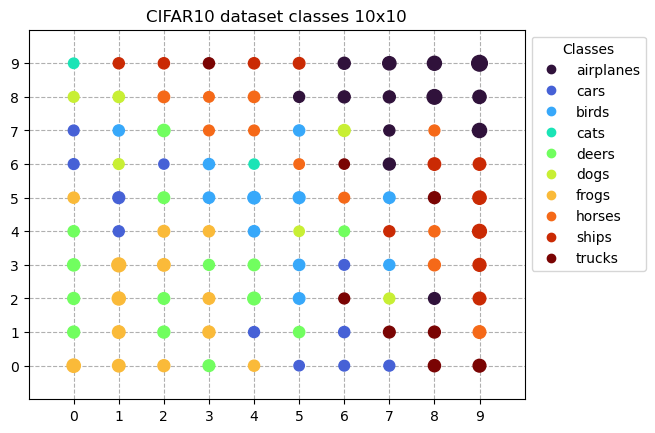 CIFAR10 dataset classes 10x10
9
8
7
6
5
4
3
2
1
0
0 1 2 3 4 5 6 7 8 9
Classes
airplanes
cars
birds
cats
deers
dogs
frogs
horses
ships
trucks